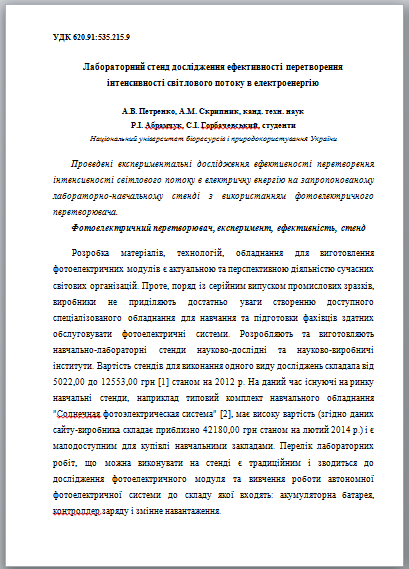 УДК 620.91:535.215.9
Лабораторний стенд дослідження ефективності перетворення
інтенсивності світлового потоку в електроенергію
А.В. Петренко, А.М. Скрипник, канд. техн. наук
Р.І. Абрамчук, С.І. Горбатовський, студенти
Національний університет біоресурсів і природокористування України
Проведені експериментальні дослідження ефективності перетворення
інтенсивності світлового потоку в електричну енергію на запропонованому
лабораторно-навчальному стенді з використанням фотоелектричного
перетворювача.
Фотоелектричний перетворювач, експеримент, ефективність, стенд
Розробка матеріалів, технологій, обладнання для виготовлення
фотоелектричних модулів є актуальною та перспективною діяльністю сучасних
світових організацій. Проте, поряд із серійним випуском промислових зразків,
виробники не приділяють достатньо уваги створенню доступного
спеціалізованого обладнання для навчання та підготовки фахівців здатних
обслуговувати фотоелектричні системи. Розробляють та виготовляють
навчально-лабораторні стенди науково-дослідні та науково-виробничі
інститути. Вартість стендів для виконання одного виду досліджень складала від
5022,00 до 12553,00 грн [1] станом на 2012 р. На даний час існуючі на ринку
навчальні стенди, наприклад типовий комплект навчального обладнання
"Солнечная фотоэлектрическая система" [2], має високу вартість (згідно даних
сайту-виробника складає приблизно 42180,00 грн станом на лютий 2014 р.) і є
малодоступним для купівлі навчальними закладами. Перелік лабораторних
робіт, що можна виконувати на стенді є традиційним і зводиться до
дослідження фотоелектричного модуля та вивчення роботи автономної
фотоелектричної системи до складу якої входять: акумуляторна батарея,
контроллер заряду і змінне навантаження.